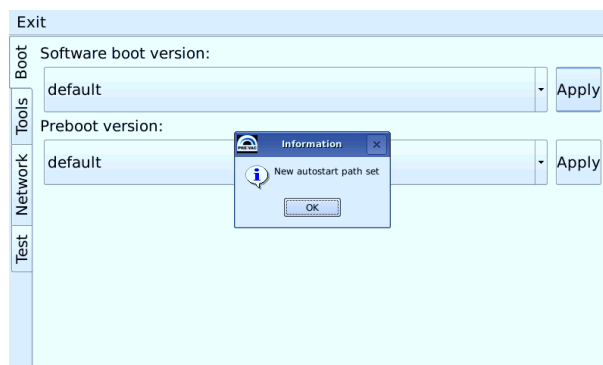 Exit
Boot
Tools
Network
Test
Software boot version:
default
Apply
Preboot version:
default
Apply
PREVAC
Information
New autostart path set
OK